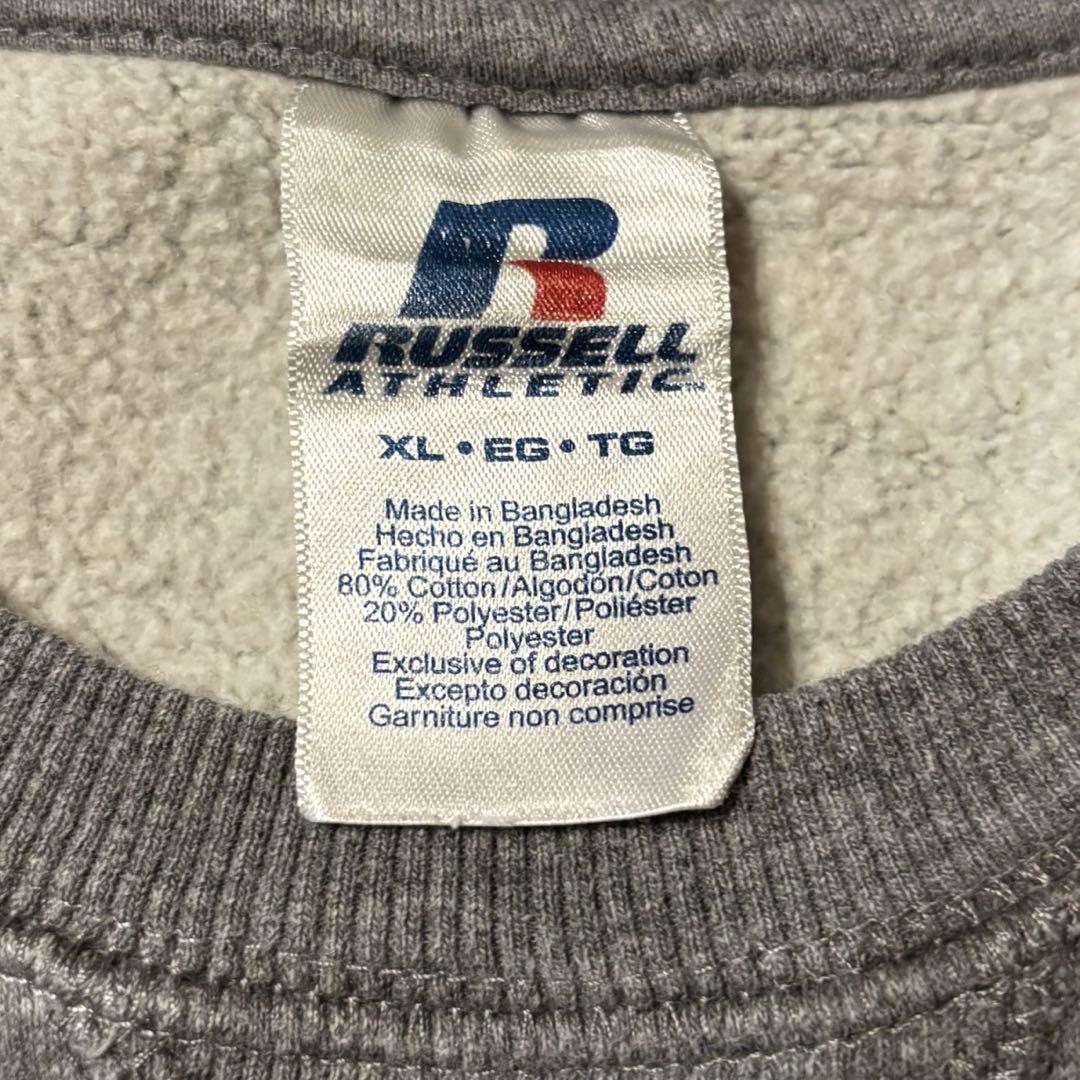 R
RUSSELL
ATHLETIC
XL • EG • TG
Made in Bangladesh
Hecho en Bangladesh
Fabriqué au Bangladesh
80% Cotton/Algodón/Coton
20% Polyester/Poliéster
Polyester
Exclusive of decoration
Excepto decoración
Garniture non comprise